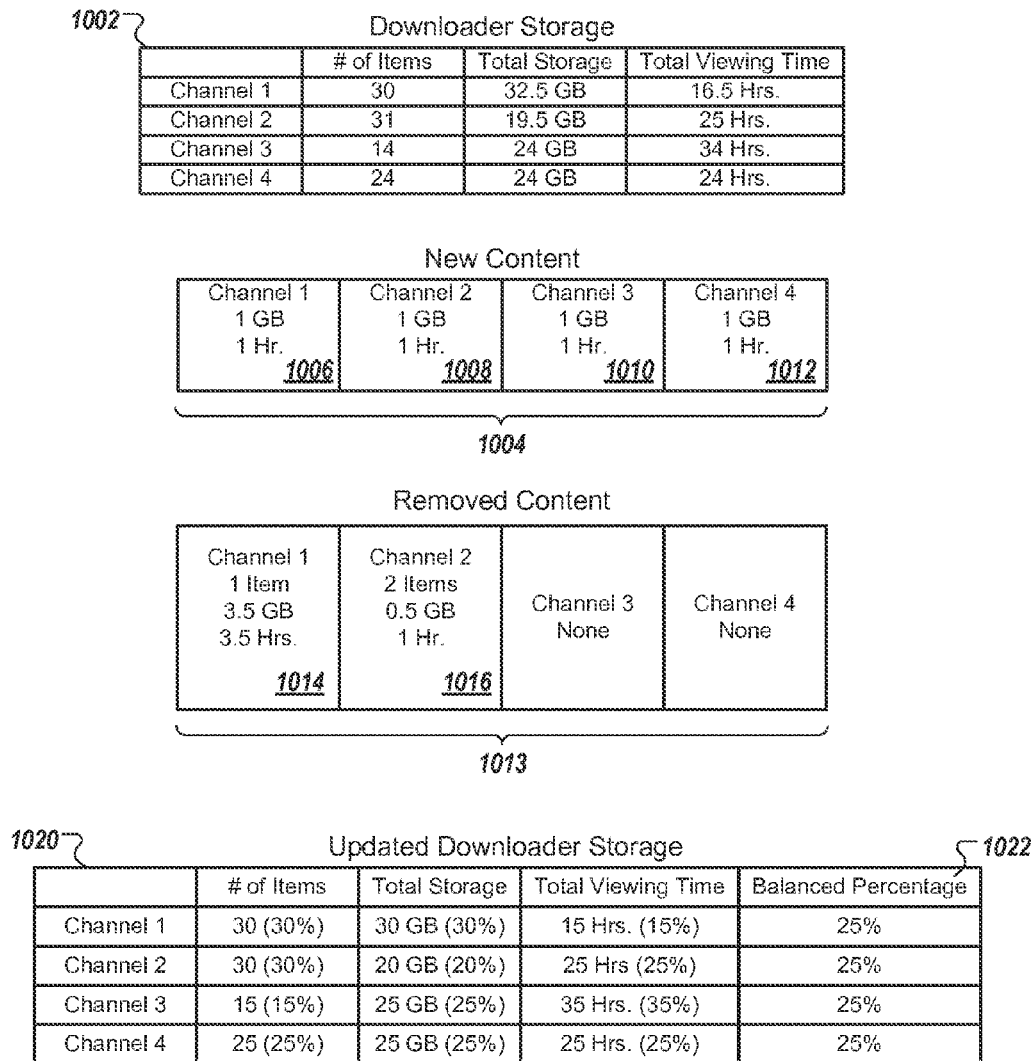 1002
Downloader Storage
# of Items Total Storage Total Viewing Time
Channel 1 30 32.5 GB 16.5 Hrs.
Channel 2 31 19.5 GB 25 Hrs.
Channel 3 14 24 GB 34 Hrs.
Channel 4 24 24 GB 24 Hrs.
New Content
Channel 1 Channel 2 Channel 3 Channel 4
1 GB 1 GB 1 GB 1 GB
1 Hr. 1 Hr. 1 Hr. 1 Hr.
1006 1008 1010 1012
1004
Removed Content
Channel 1 Channel 2
1 Item 2 Items
3.5 GB 0.5 GB Channel 3 Channel 4
3.5 Hrs. 1 Hr. None None
1014 1016
1013
1020 Updated Downloader Storage 1022
# of Items Total Storage Total Viewing Time Balanced Percentage
Channel 1 30 (30%) 30 GB (30%) 15 Hrs. (15%) 25%
Channel 2 30 (30%) 20 GB (20%) 25 Hrs (25%) 25%
Channel 3 15 (15%) 25 GB (25%) 35 Hrs. (35%) 25%
Channel 4 25 (25%) 25 GB (25%) 25 Hrs. (25%) 25%